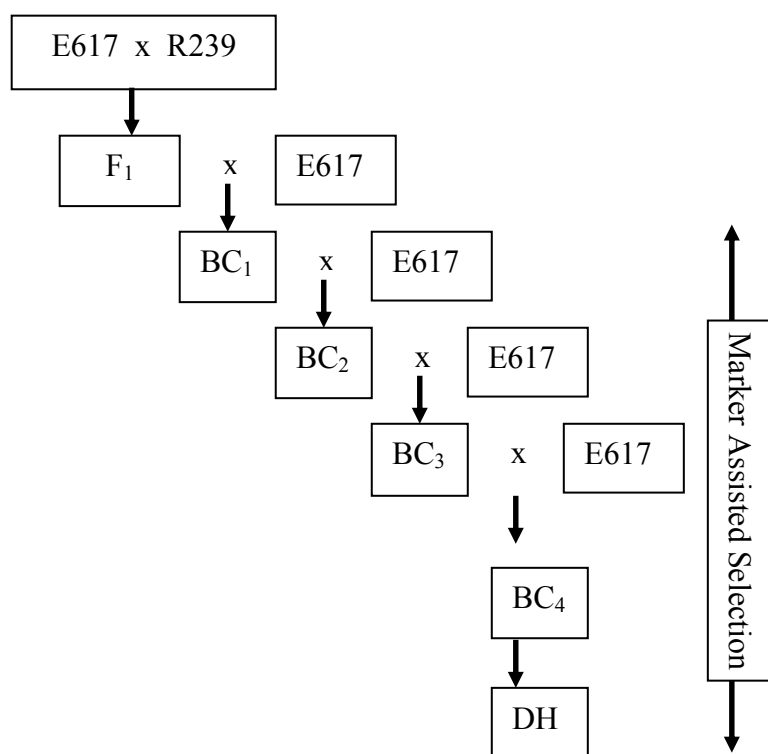 E617 x R239
F₁ x E617
BC₁ x E617
BC₂ x E617
BC₃ x E617
BC₄
DH
Marker Assisted Selection